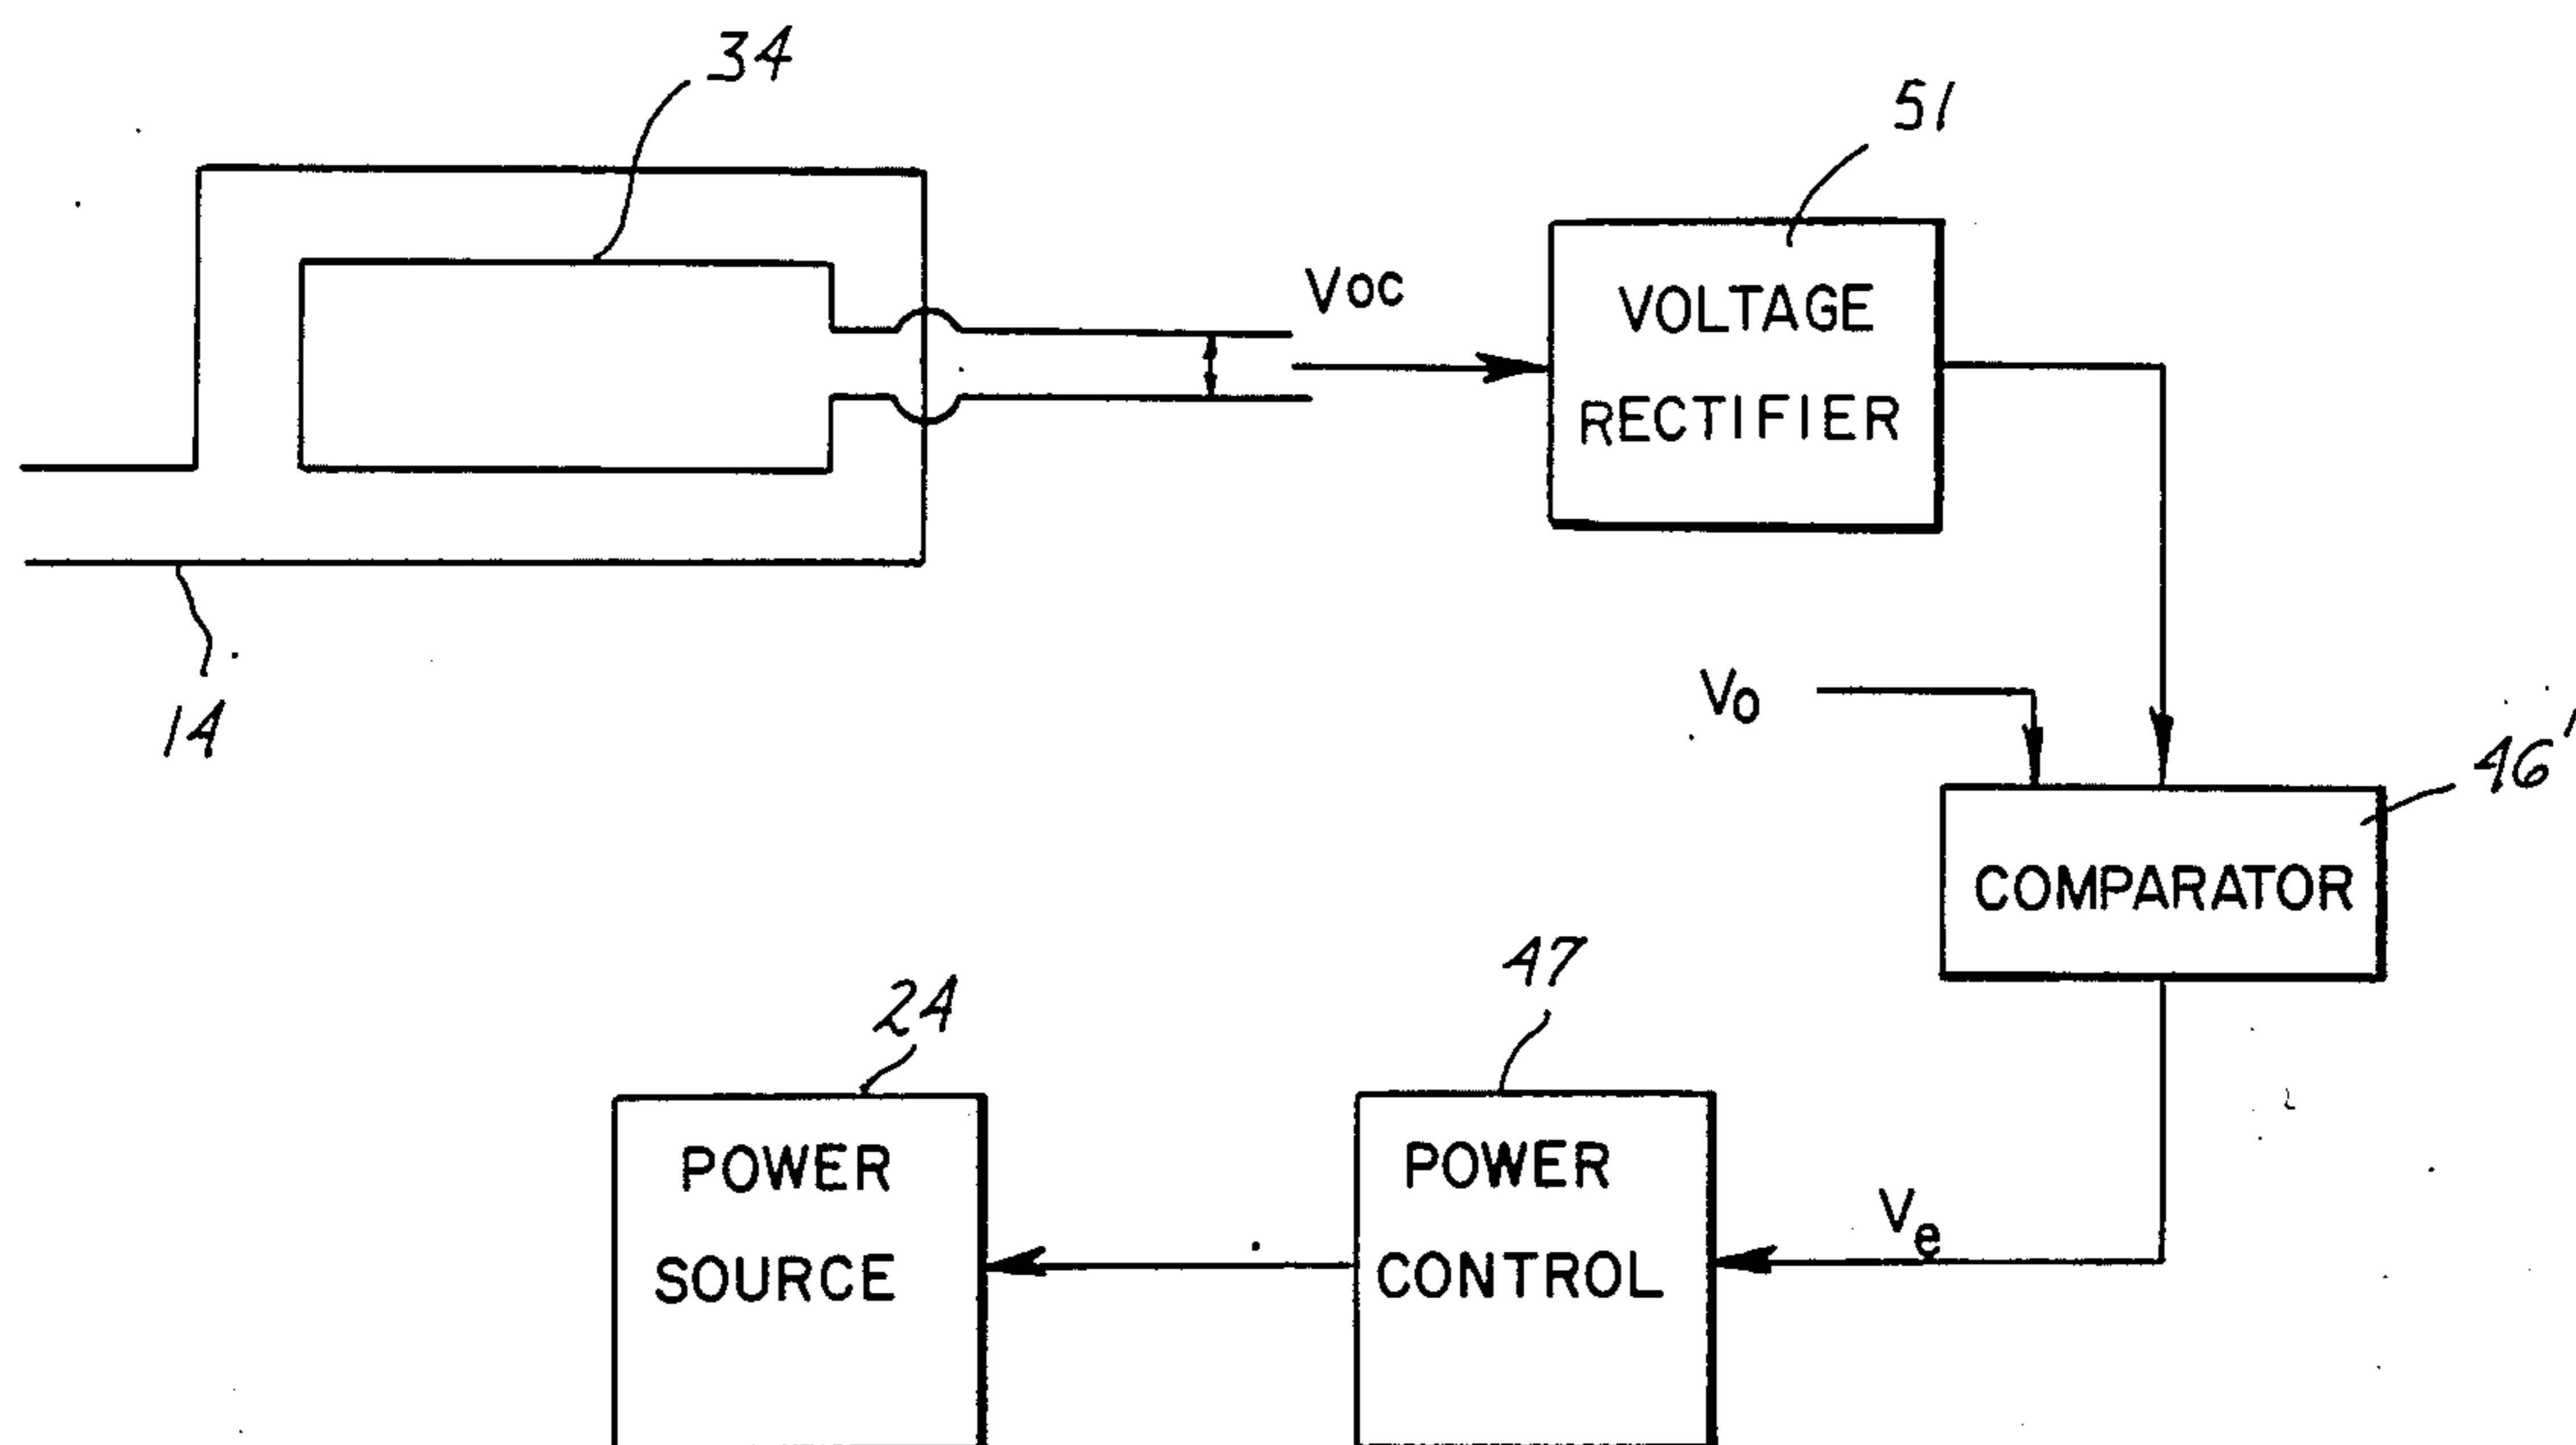 34
51
Voc
VOLTAGE
RECTIFIER
14
Vo
46'
COMPARATOR
24
47
POWER
SOURCE
POWER
CONTROL
Ve